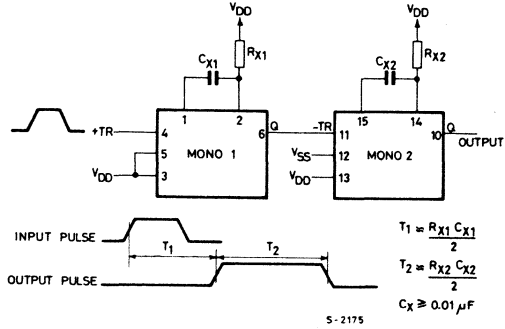 VDD
VDD
RX1
RX2
CX1
CX2
1
2
15
14
+TR
4
5
3
VDD
MONO 1
6
Q
-TR
11
VSS
12
VDD
13
MONO 2
10
Q
OUTPUT
INPUT PULSE
T1
T2
OUTPUT PULSE
T1 ≈ RX1 CX1
2
T2 ≈ RX2 CX2
2
CX ≥ 0.01 µF
S-2175